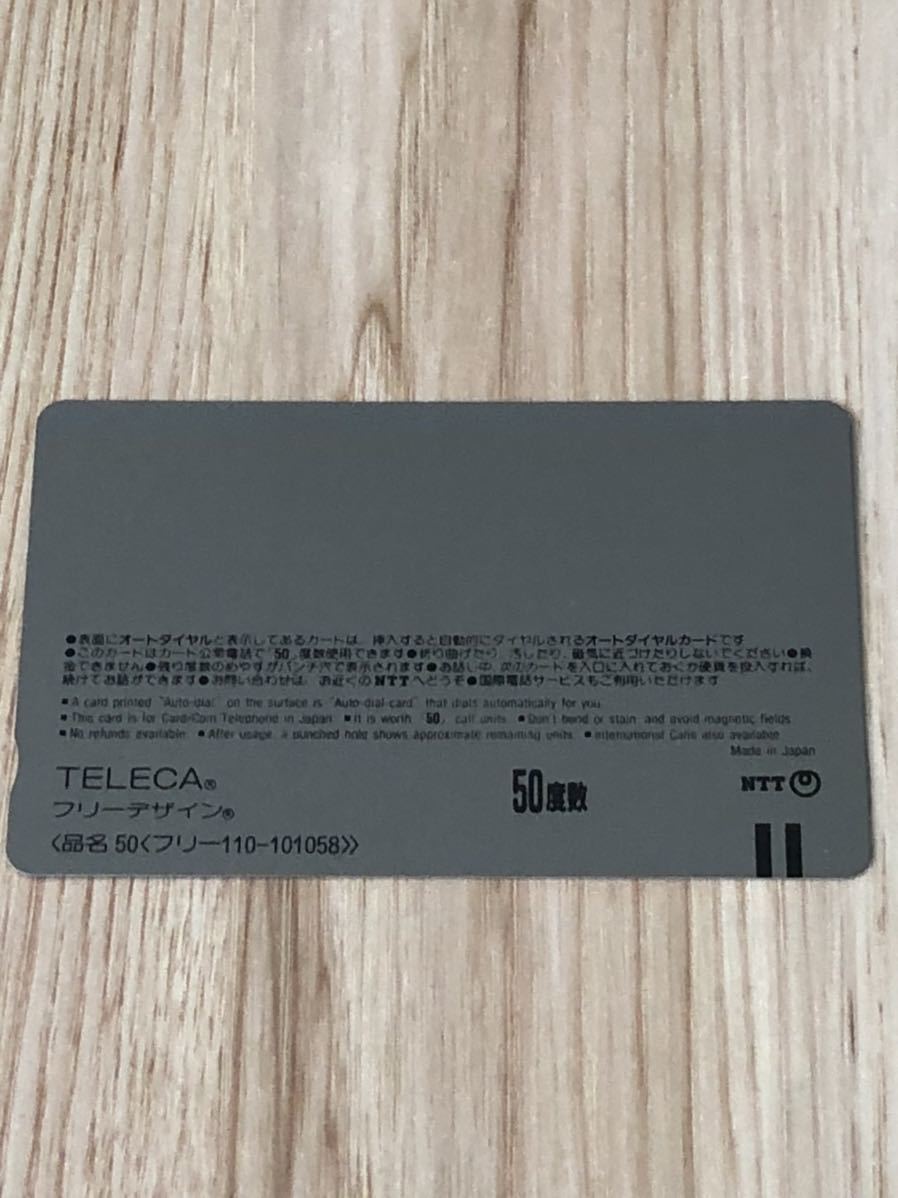 ●表面にオートダイヤルと表示してあるカートは、挿入すると自動的にダイヤルされるオートダイヤルカードです
●このカードはカード公衆電話で「50」度数使用できます●折り曲げたり、汚したり、磁気に近づけたりしないでください●換
金できません●残り度数のめやすがパンチ穴で表示されます●お話し中、次のカードを入口に入れておくか硬貨を投入すれば、
続けてお話ができます●お問い合わせは、お近くのNTTへどうぞ●国際電話サービスもご利用いただけます
■A card printed "Auto-dial" on the surface is "Auto-dial-card" that dials automatically for you.
■This card is for Card/Coin Telephone in Japan ■It is worth 「50」 call units. ■Don't bend or stain, and avoid magnetic fields.
■No refunds available. ■After usage, a punched hole shows approximate remaining units. ■International Calls also available.
Made in Japan
TELECA®
フリーデザイン®
50度数
NTT
〈品名 50〈フリー110-101058〉〉